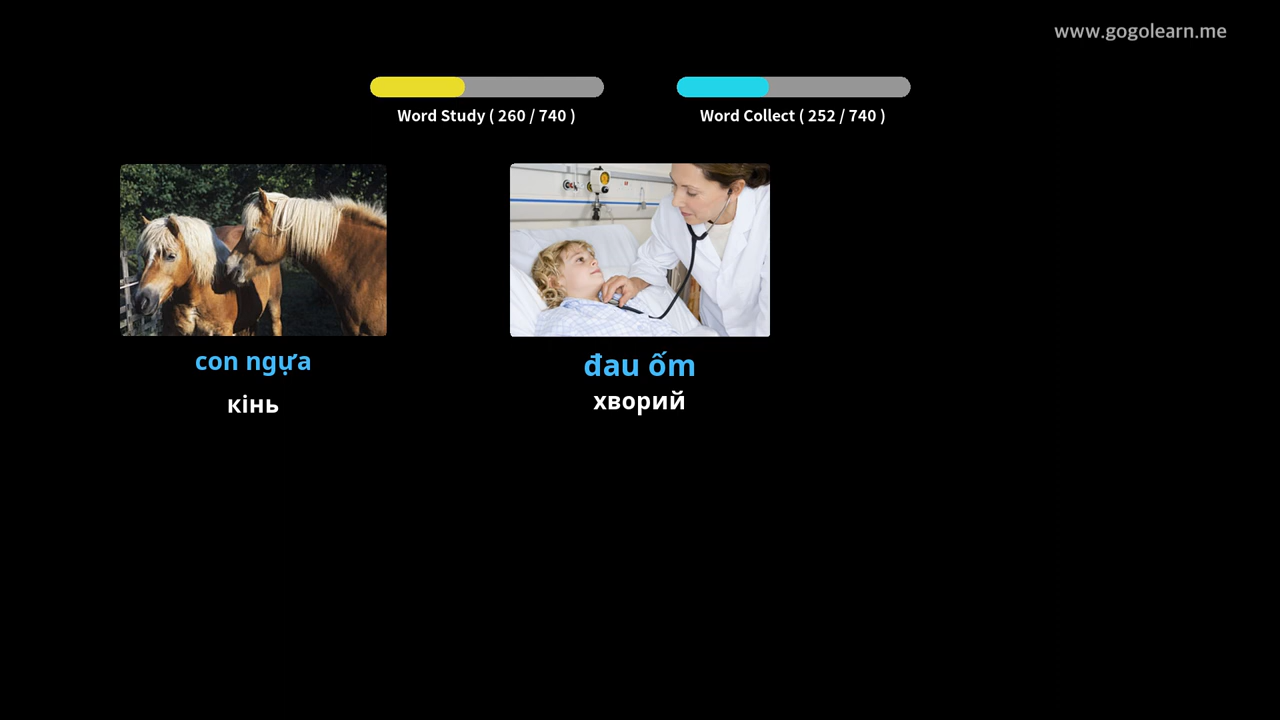 www.gogolearn.me
Word Study ( 260 / 740 )
Word Collect ( 252 / 740 )
con ngựa
кінь
đau ốm
хворий